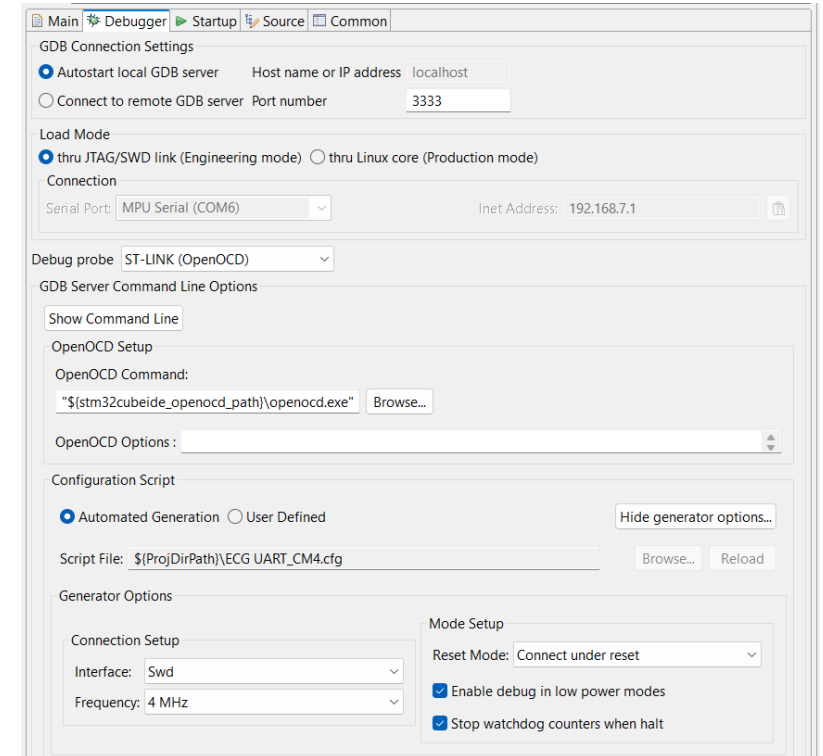 Main Debugger Startup Source Common
GDB Connection Settings
Autostart local GDB server Host name or IP address localhost
Connect to remote GDB server Port number 3333
Load Mode
thru JTAG/SWD link (Engineering mode) thru Linux core (Production mode)
Connection
Serial Port: MPU Serial (COM6) Inet Address: 192.168.7.1
Debug probe ST-LINK (OpenOCD)
GDB Server Command Line Options
Show Command Line
OpenOCD Setup
OpenOCD Command:
"${stm32cubeide_openocd_path}\openocd.exe" Browse...
OpenOCD Options :
Configuration Script
Automated Generation User Defined Hide generator options...
Script File: ${ProjDirPath}\ECG UART_CM4.cfg Browse... Reload
Generator Options
Connection Setup
Interface: Swd
Frequency: 4 MHz
Mode Setup
Reset Mode: Connect under reset
Enable debug in low power modes
Stop watchdog counters when halt